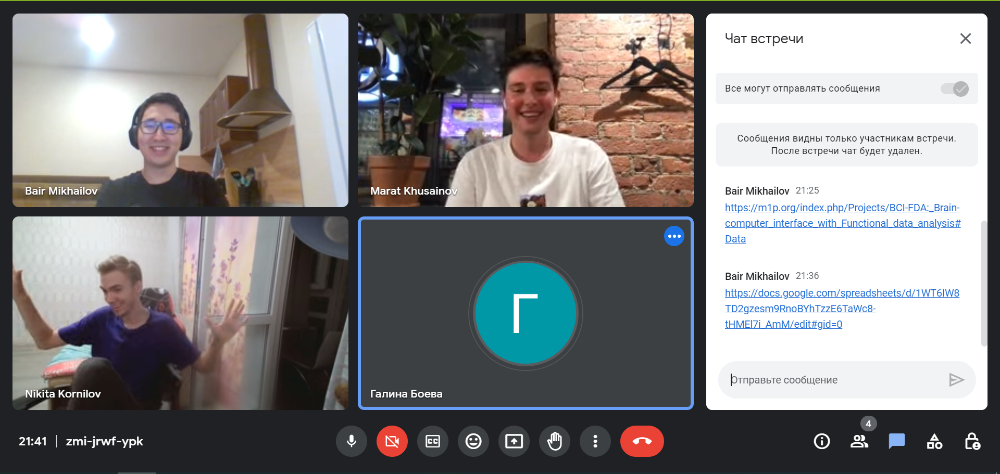 Bair Mikhailov
Marat Khusainov
Nikita Kornilov
Г
Галина Боева
Чат встречи
Все могут отправлять сообщения
Сообщения видны только участникам встречи.
После встречи чат будет удален.
Bair Mikhailov 21:25
https://m1p.org/index.php/Projects/BCI-FDA:_Brain-
computer_interface_with_Functional_data_analysis#
Data
Bair Mikhailov 21:36
https://docs.google.com/spreadsheets/d/1WT6IW8
TD2gzesm9RnoBYhTzzE6TaWc8-
tHMEl7i_AmM/edit#gid=0
Отправьте сообщение
21:41 | zmi-jrwf-ypk
CC
4